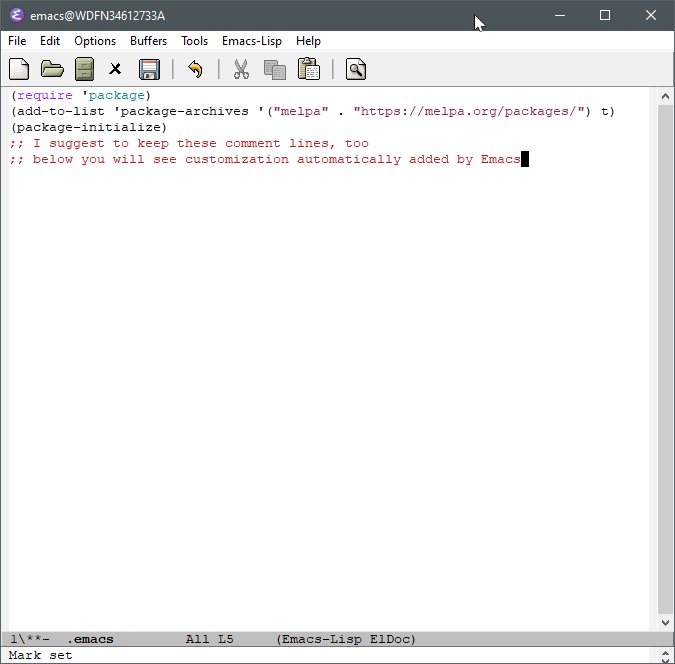 emacs@WDFN34612733A
File Edit Options Buffers Tools Emacs-Lisp Help
(require 'package)
(add-to-list 'package-archives '("melpa" . "https://melpa.org/packages/") t)
(package-initialize)
;; I suggest to keep these comment lines, too
;; below you will see customization automatically added by Emacs
1\**- .emacs All L5 (Emacs-Lisp ElDoc)
Mark set